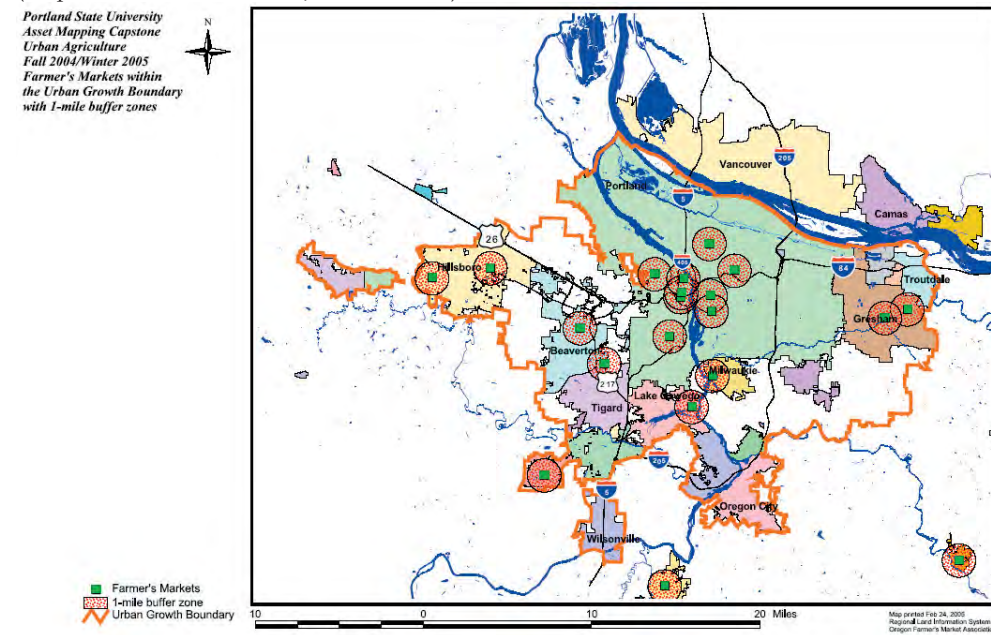 Portland State University
Asset Mapping Capstone
Urban Agriculture
Fall 2004/Winter 2005
Farmer's Markets within
the Urban Growth Boundary
with 1-mile buffer zones
N
Vancouver
205
Portland
5
Camas
26
405
84
Hillsboro
Troutdale
Gresham
Beaverton
Milwaukie
217
Lake Oswego
Tigard
205
5
Oregon City
Wilsonville
Farmer's Markets
1-mile buffer zone
Urban Growth Boundary
10 0 10 20 Miles
Map printed Feb 24, 2005
Regional Land Information System
Oregon Farmer's Market Associati